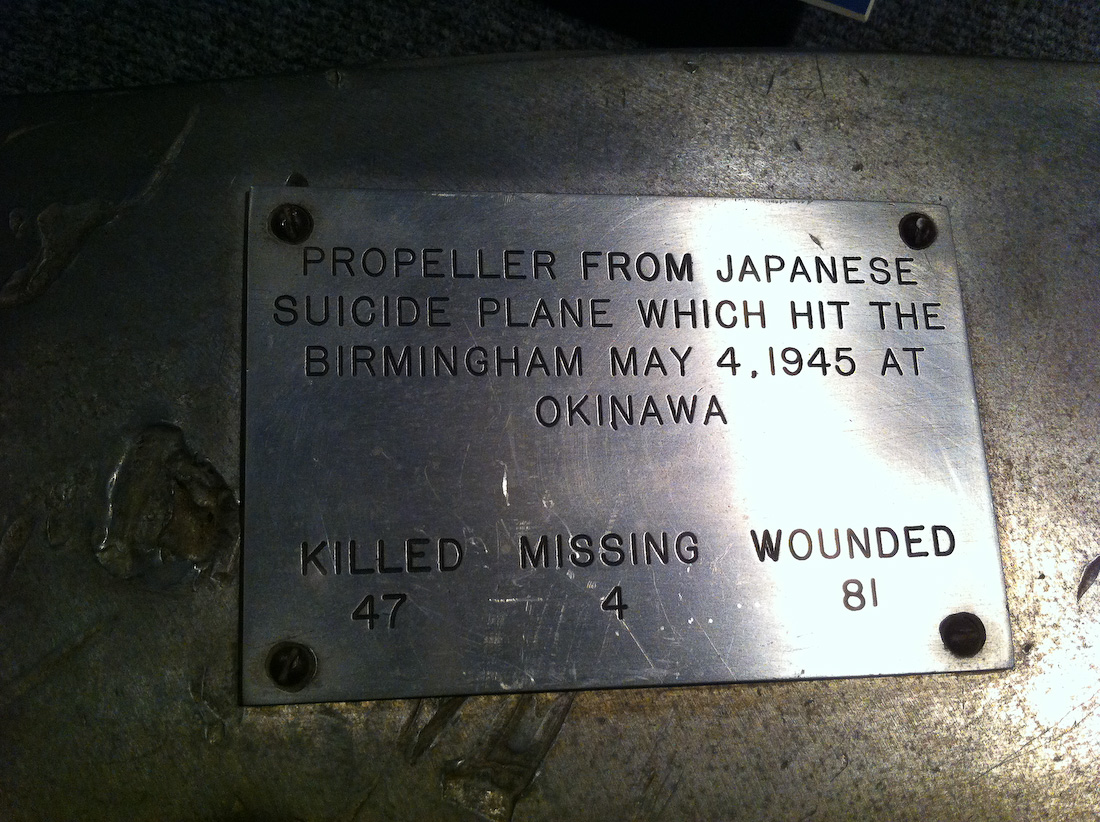 PROPELLER FROM JAPANESE
SUICIDE PLANE WHICH HIT THE
BIRMINGHAM MAY 4, 1945 AT
OKINAWA
KILLED MISSING WOUNDED
47 4 81